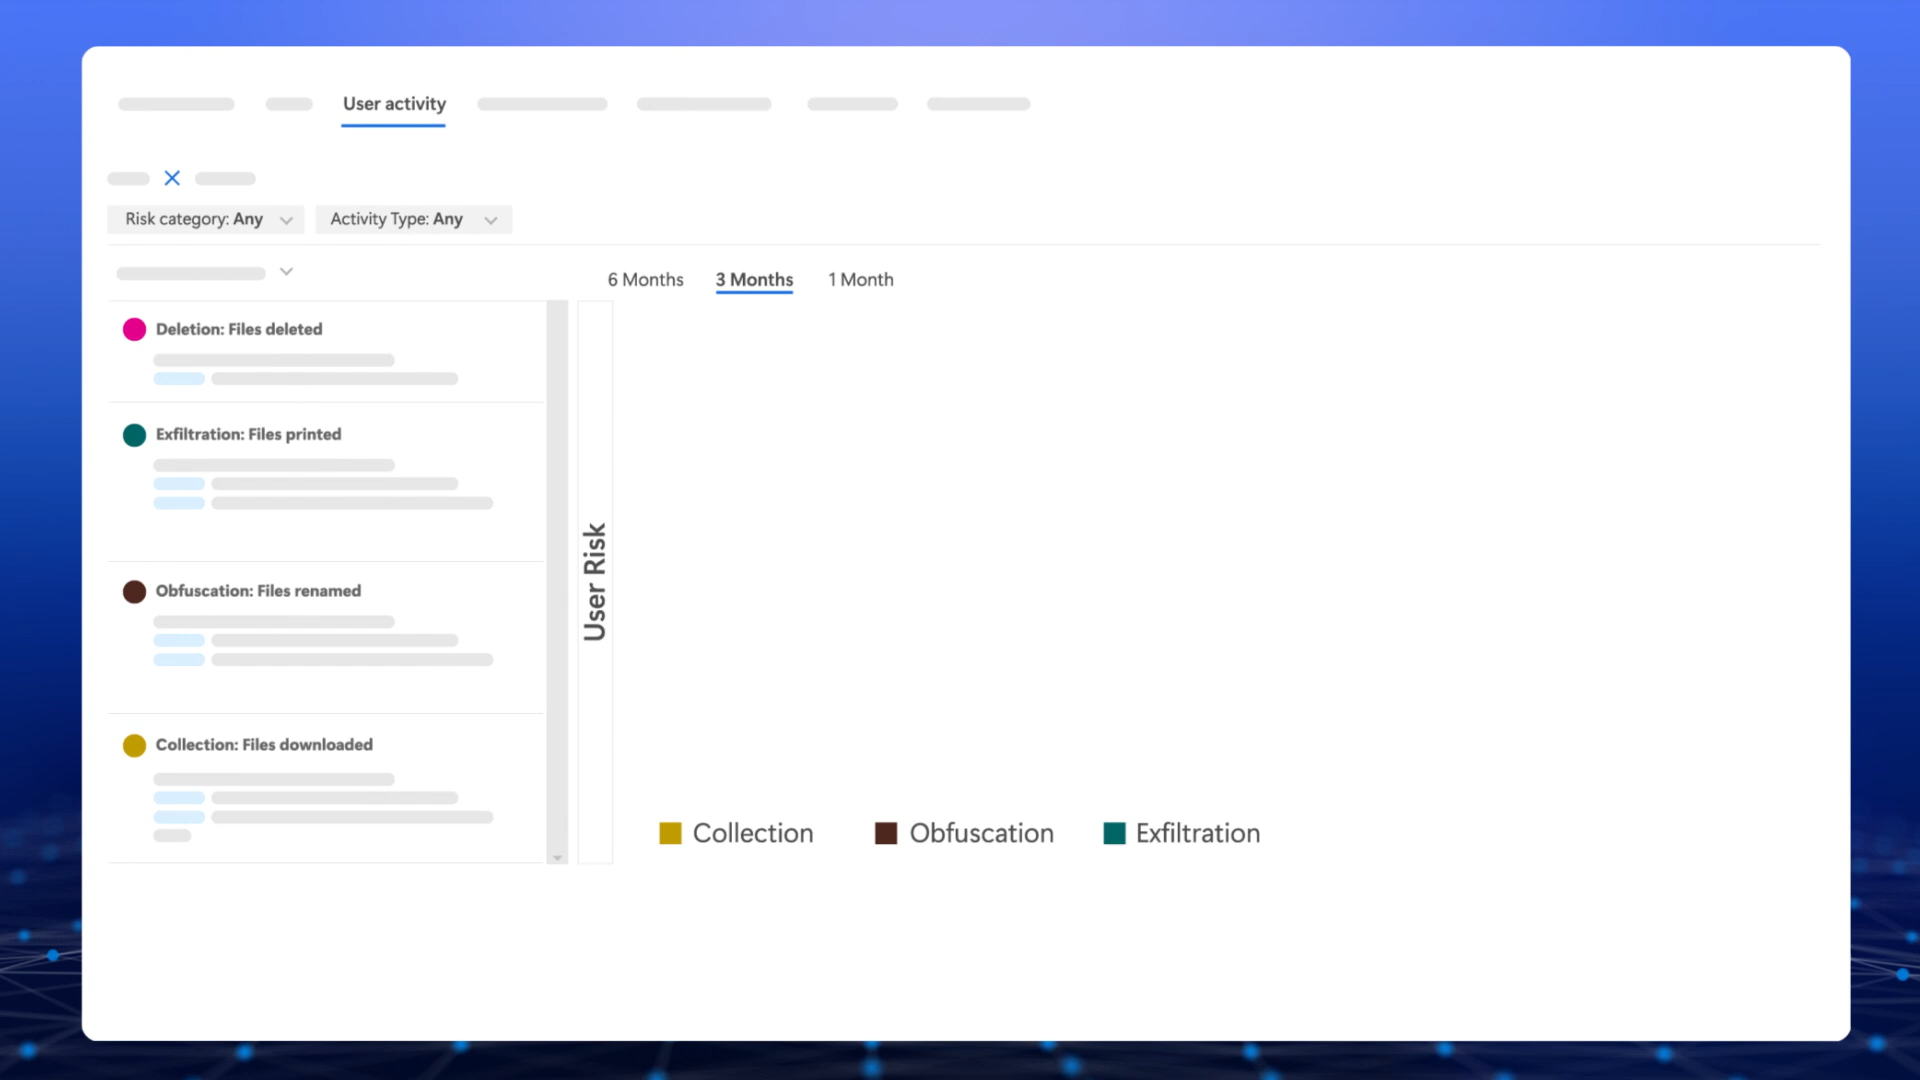 User activity
Risk category: Any
Activity Type: Any
6 Months
3 Months
1 Month
Deletion: Files deleted
Exfiltration: Files printed
Obfuscation: Files renamed
Collection: Files downloaded
User Risk
Collection
Obfuscation
Exfiltration